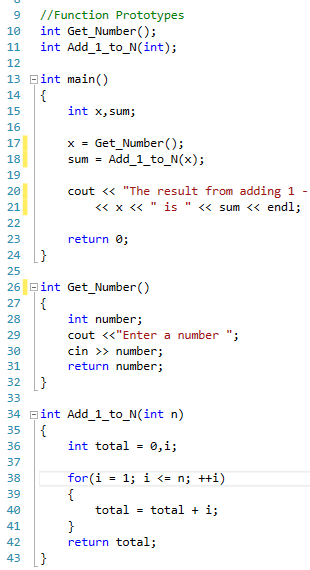 9 //Function Prototypes
10 int Get_Number();
11 int Add_1_to_N(int);
12
13 int main()
14 {
15 int x,sum;
16
17 x = Get_Number();
18 sum = Add_1_to_N(x);
19
20 cout << "The result from adding 1 -
21 << x << " is " << sum << endl;
22
23 return 0;
24 }
25
26 int Get_Number()
27 {
28 int number;
29 cout <<"Enter a number ";
30 cin >> number;
31 return number;
32 }
33
34 int Add_1_to_N(int n)
35 {
36 int total = 0,i;
37
38 for(i = 1; i <= n; ++i)
39 {
40 total = total + i;
41 }
42 return total;
43 }